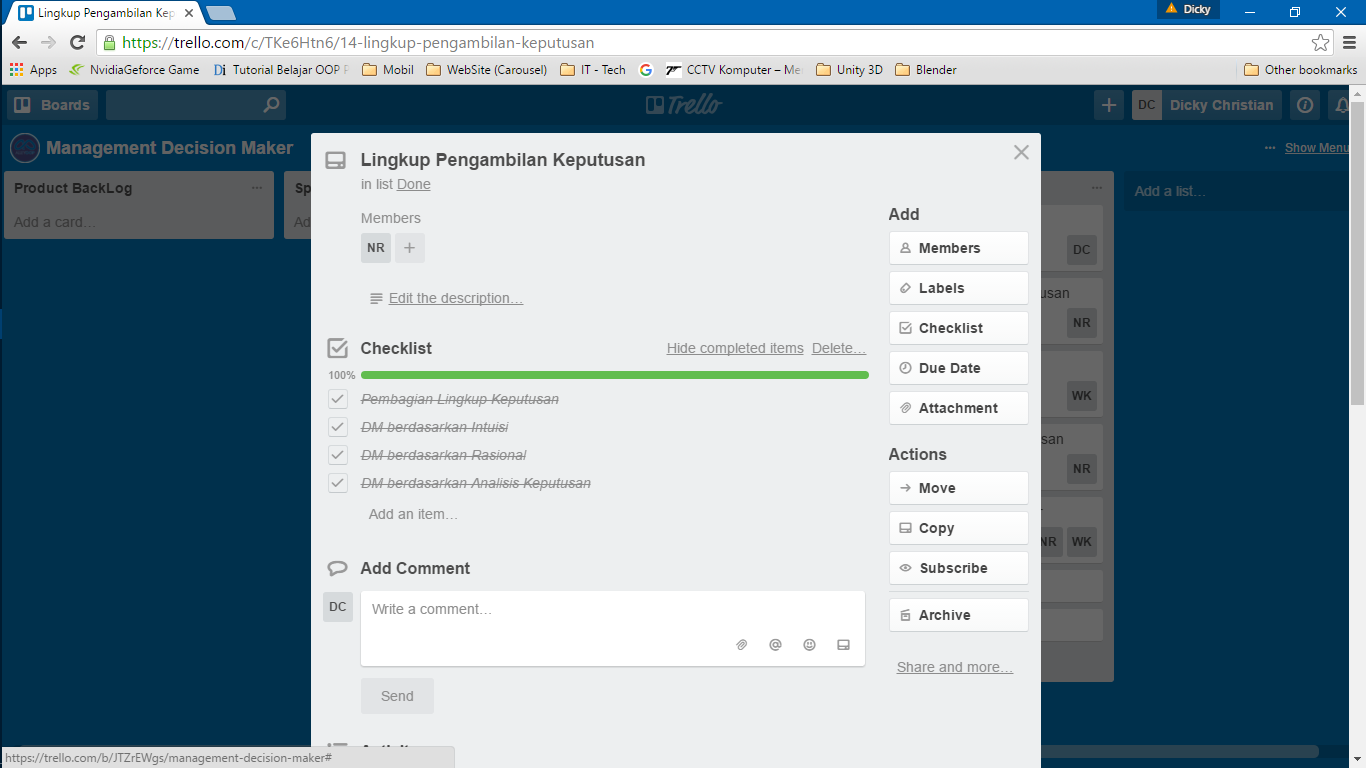 Lingkup Pengambilan Kep
Dicky
https://trello.com/c/TKe6Htn6/14-lingkup-pengambilan-keputusan
Apps NvidiaGeforce Game Tutorial Belajar OOP Mobil WebSite (Carousel) IT - Tech CCTV Komputer – Me Unity 3D Blender Other bookmarks
Boards Trello DC Dicky Christian
Management Decision Maker ... Show Menu
Product BackLog ... Sp ... Add a list...
Add a card... Ad
Lingkup Pengambilan Keputusan
in list Done
Members
NR +
Edit the description...
Checklist Hide completed items Delete...
100%
Pembagian Lingkup Keputusan
DM berdasarkan Intuisi
DM berdasarkan Rasional
DM berdasarkan Analisis Keputusan
Add an item...
Add Comment
DC Write a comment...
@
Send
Add
Members
Labels
Checklist
Due Date
Attachment
Actions
Move
Copy
Subscribe
Archive
Share and more...
DC
usan
NR
WK
san
NR
NR WK
https://trello.com/b/JTZrEWgs/management-decision-maker#